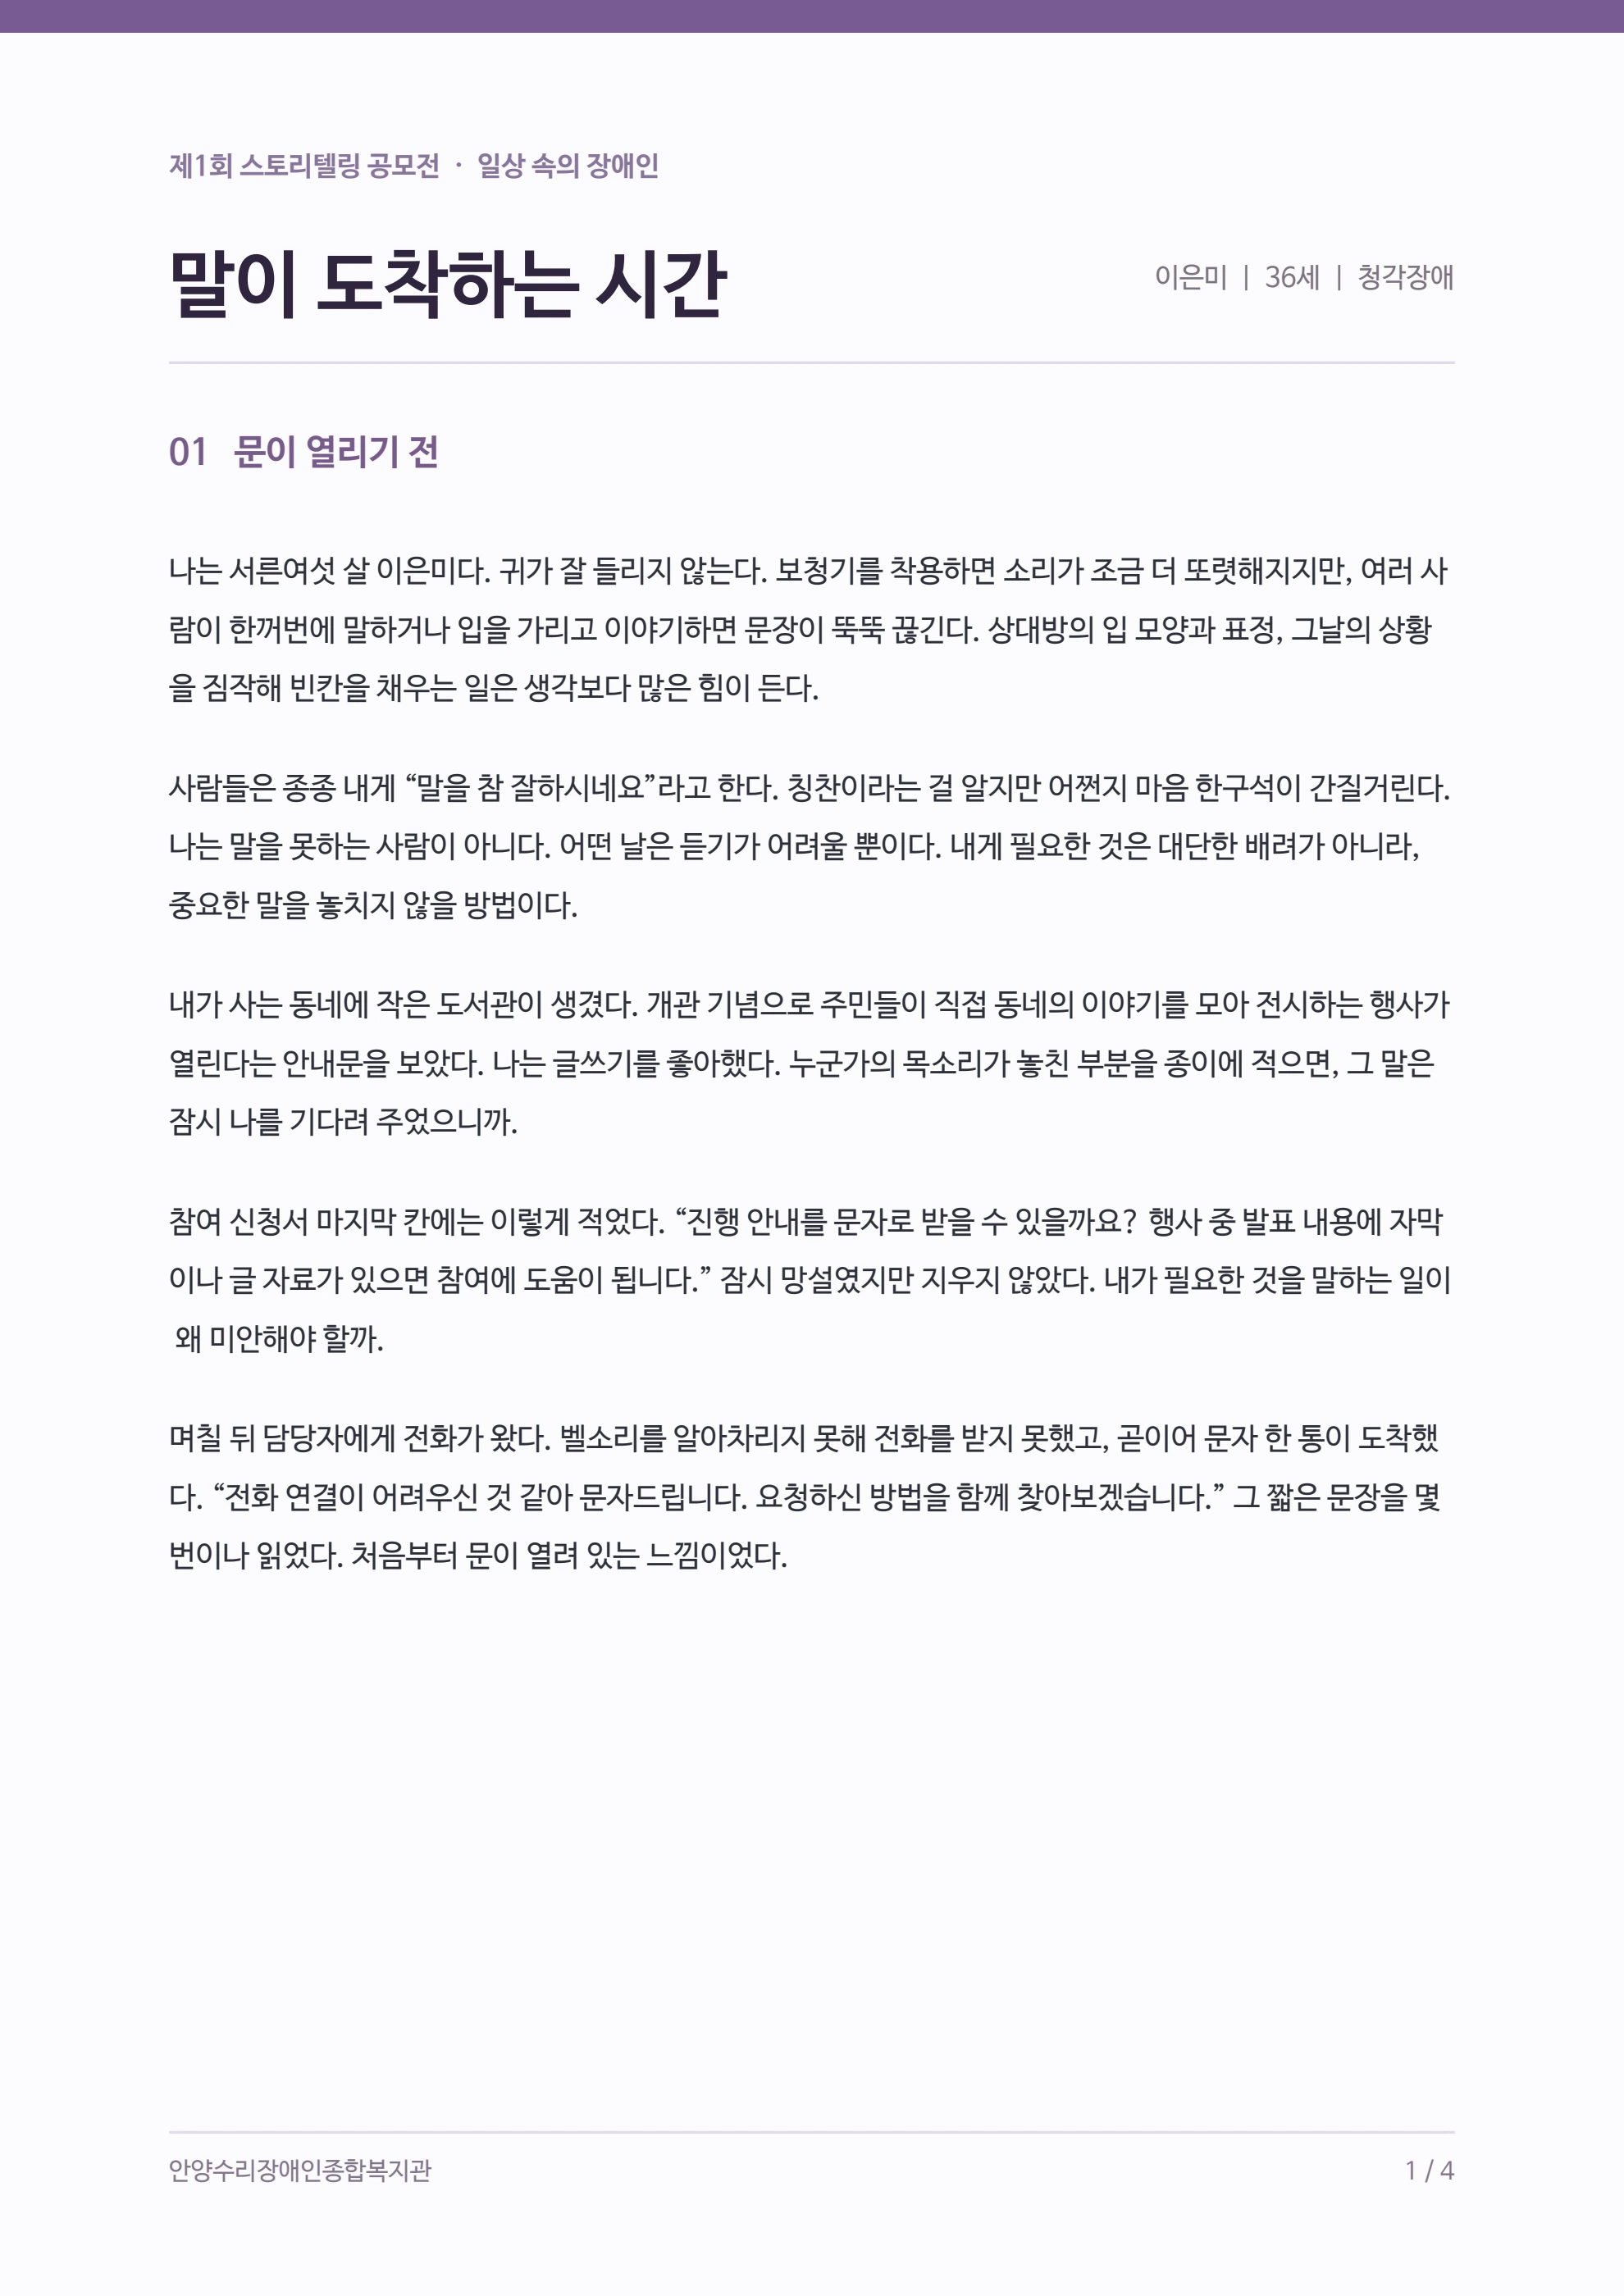 제1회 스토리텔링 공모전 · 일상 속의 장애인
말이 도착하는 시간
이은미 | 36세 | 청각장애
01 문이 열리기 전
나는 서른여섯 살 이은미다. 귀가 잘 들리지 않는다. 보청기를 착용하면 소리가 조금 더 또렷해지지만, 여러 사
람이 한꺼번에 말하거나 입을 가리고 이야기하면 문장이 뚝뚝 끊긴다. 상대방의 입 모양과 표정, 그날의 상황
을 짐작해 빈칸을 채우는 일은 생각보다 많은 힘이 든다.
사람들은 종종 내게 “말을 참 잘하시네요”라고 한다. 칭찬이라는 걸 알지만 어쩐지 마음 한구석이 간질거린다.
나는 말을 못하는 사람이 아니다. 어떤 날은 듣기가 어려울 뿐이다. 내게 필요한 것은 대단한 배려가 아니라,
중요한 말을 놓치지 않을 방법이다.
내가 사는 동네에 작은 도서관이 생겼다. 개관 기념으로 주민들이 직접 동네의 이야기를 모아 전시하는 행사가
열린다는 안내문을 보았다. 나는 글쓰기를 좋아했다. 누군가의 목소리가 놓친 부분을 종이에 적으면, 그 말은
잠시 나를 기다려 주었으니까.
참여 신청서 마지막 칸에는 이렇게 적었다. “진행 안내를 문자로 받을 수 있을까요? 행사 중 발표 내용에 자막
이나 글 자료가 있으면 참여에 도움이 됩니다.” 잠시 망설였지만 지우지 않았다. 내가 필요한 것을 말하는 일이
왜 미안해야 할까.
며칠 뒤 담당자에게 전화가 왔다. 벨소리를 알아차리지 못해 전화를 받지 못했고, 곧이어 문자 한 통이 도착했
다. “전화 연결이 어려우신 것 같아 문자드립니다. 요청하신 방법을 함께 찾아보겠습니다.” 그 짧은 문장을 몇
번이나 읽었다. 처음부터 문이 열려 있는 느낌이었다.
안양수리장애인종합복지관
1 / 4